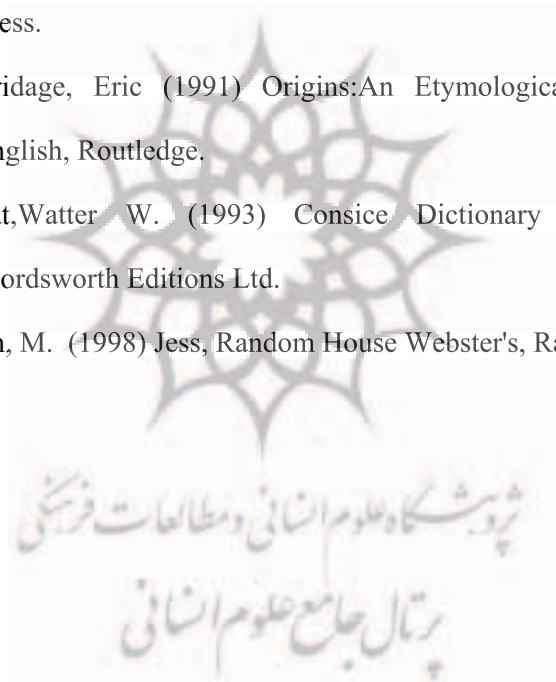 ess.
ridage, Eric (1991) Origins:An Etymologica
nglish, Routledge.
at,Watter W. (1993) Consice Dictionary
ordsworth Editions Ltd.
n, M. (1998) Jess, Random House Webster's, Ra
پژوهشگاه علوم انسانی و مطالعات فرهنگی
پرتال جامع علوم انسانی